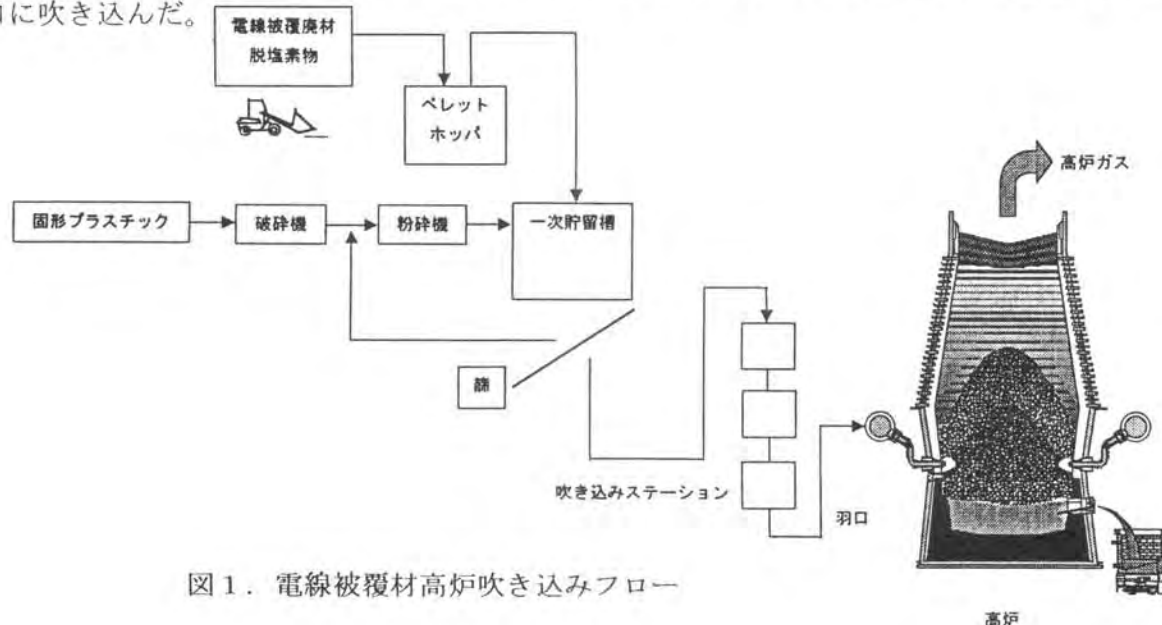 に吹き込んだ。
電線被覆廃材
脱塩素物
ペレット
ホッパ
高炉ガス
固形プラスチック
破砕機
粉砕機
一次貯留槽
篩
吹き込みステーション
羽口
図1．電線被覆材高炉吹き込みフロー
高炉